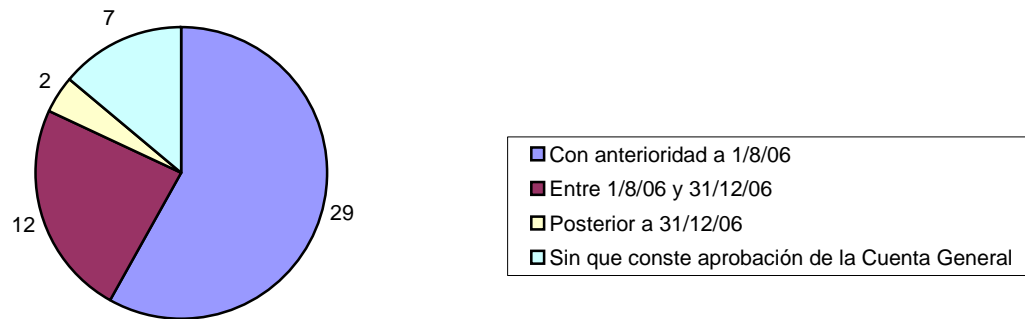 7
2
12
29
Con anterioridad a 1/8/06
Entre 1/8/06 y 31/12/06
Posterior a 31/12/06
Sin que conste aprobación de la Cuenta General